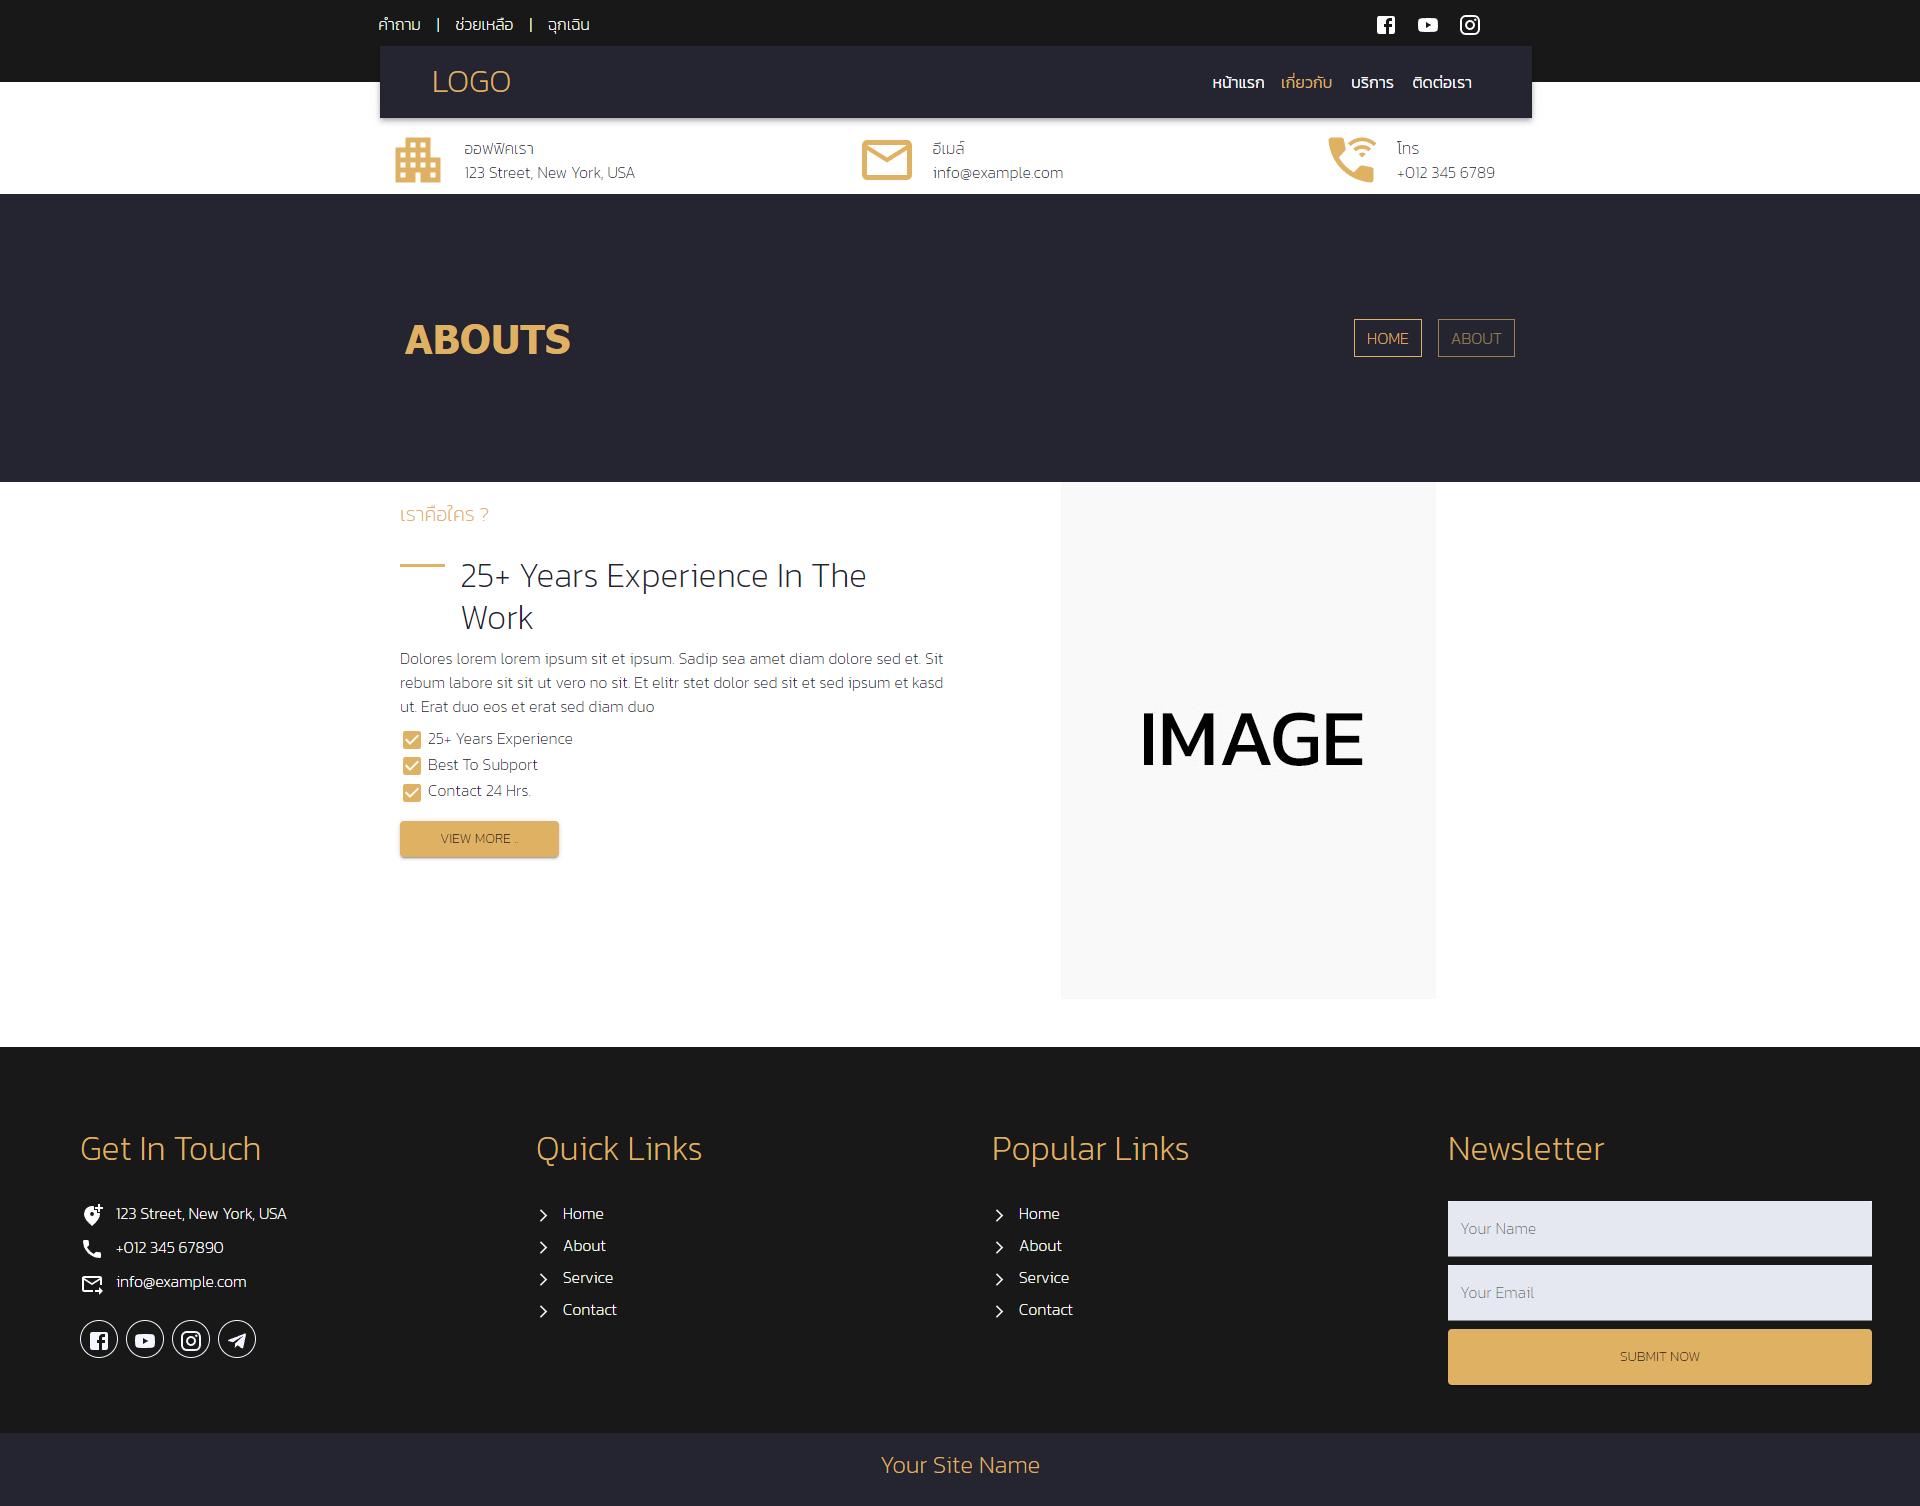 คำถาม | ช่วยเหลือ | ฉุกเฉิน
LOGO
หน้าแรก เกี่ยวกับ บริการ ติดต่อเรา
ออฟฟิคเรา
123 Street, New York, USA
อีเมล์
info@example.com
โทร
+012 345 6789
ABOUTS
HOME
ABOUT
เราคือใคร ?
25+ Years Experience In The
Work
Dolores lorem lorem ipsum sit et ipsum. Sadip sea amet diam dolore sed et. Sit
rebum labore sit sit ut vero no sit. Et elitr stet dolor sed sit et sed ipsum et kasd
ut. Erat duo eos et erat sed diam duo
25+ Years Experience
Best To Subport
Contact 24 Hrs.
VIEW MORE ..
IMAGE
Get In Touch
123 Street, New York, USA
+012 345 67890
info@example.com
Quick Links
Home
About
Service
Contact
Popular Links
Home
About
Service
Contact
Newsletter
Your Name
Your Email
SUBMIT NOW
Your Site Name